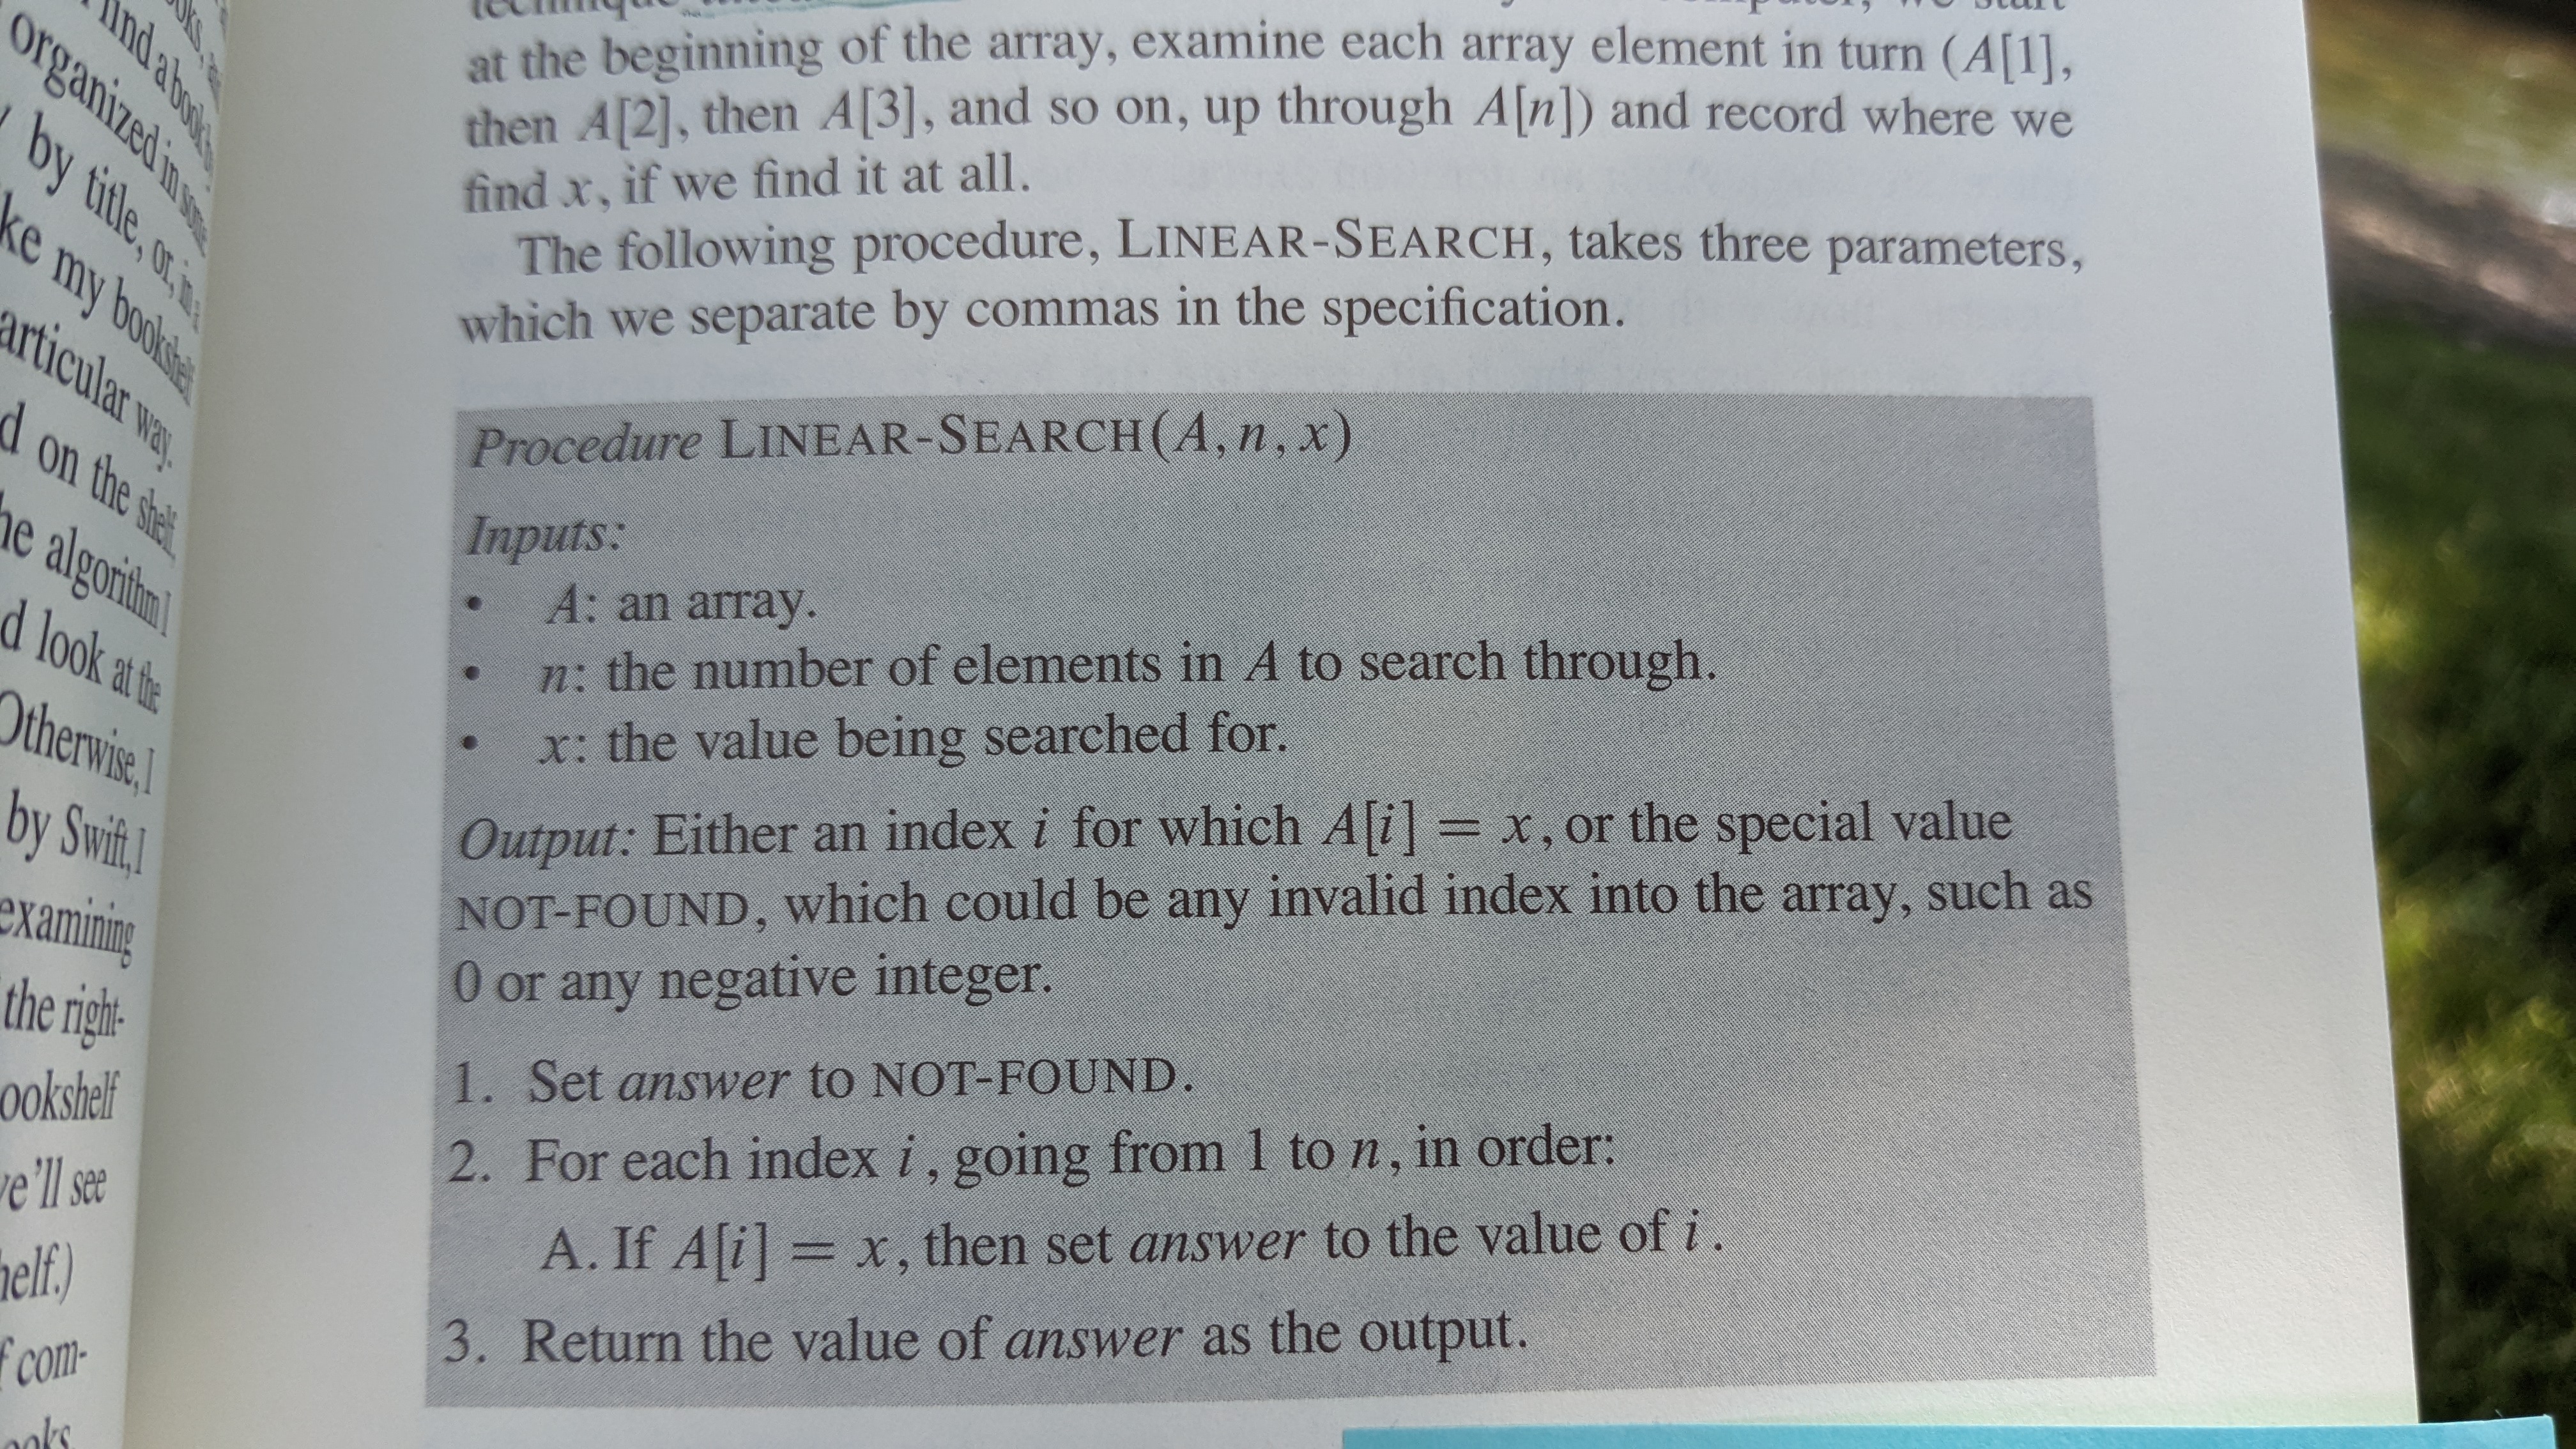 ind a book
organized in some
by title, or, in
ke my bookshelf
articular way.
d on the shelf,
he algorithm I
d look at the
Otherwise, I
by Swift, I
examining
the right-
ookshelf
e'll see
elf.)
f com-
ooks
technique
at the beginning of the array, examine each array element in turn (A[1],
then A[2], then A[3], and so on, up through A[n]) and record where we
find x, if we find it at all.
The following procedure, LINEAR-SEARCH, takes three parameters,
which we separate by commas in the specification.
Procedure LINEAR-SEARCH(A, n, x)
Inputs:
• A: an array.
• n: the number of elements in A to search through.
• x: the value being searched for.
Output: Either an index i for which A[i] = x, or the special value
NOT-FOUND, which could be any invalid index into the array, such as
0 or any negative integer.
1. Set answer to NOT-FOUND.
2. For each index i, going from 1 to n, in order:
A. If A[i] = x, then set answer to the value of i.
3. Return the value of answer as the output.